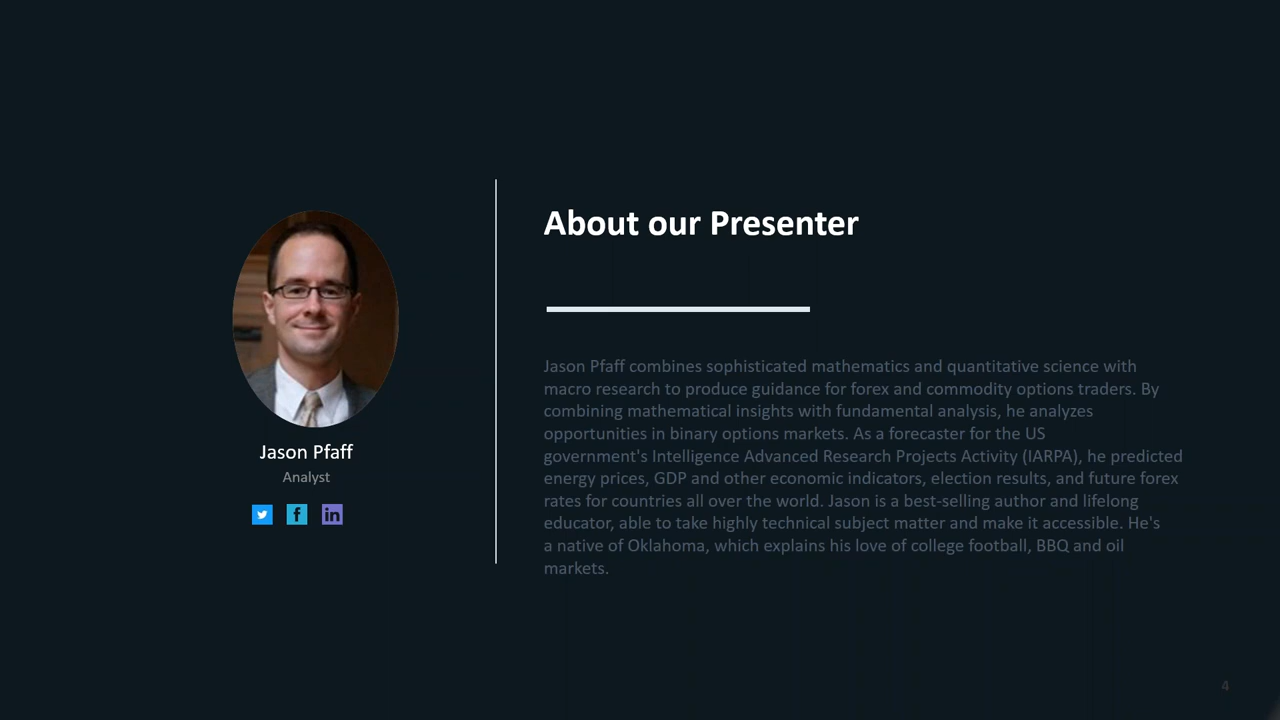 About our Presenter
Jason Pfaff combines sophisticated mathematics and quantitative science with
macro research to produce guidance for forex and commodity options traders. By
combining mathematical insights with fundamental analysis, he analyzes
opportunities in binary options markets. As a forecaster for the US
government's Intelligence Advanced Research Projects Activity (IARPA), he predicted
energy prices, GDP and other economic indicators, election results, and future forex
rates for countries all over the world. Jason is a best-selling author and lifelong
educator, able to take highly technical subject matter and make it accessible. He's
a native of Oklahoma, which explains his love of college football, BBQ and oil
markets.
Jason Pfaff
Analyst
f
in
4